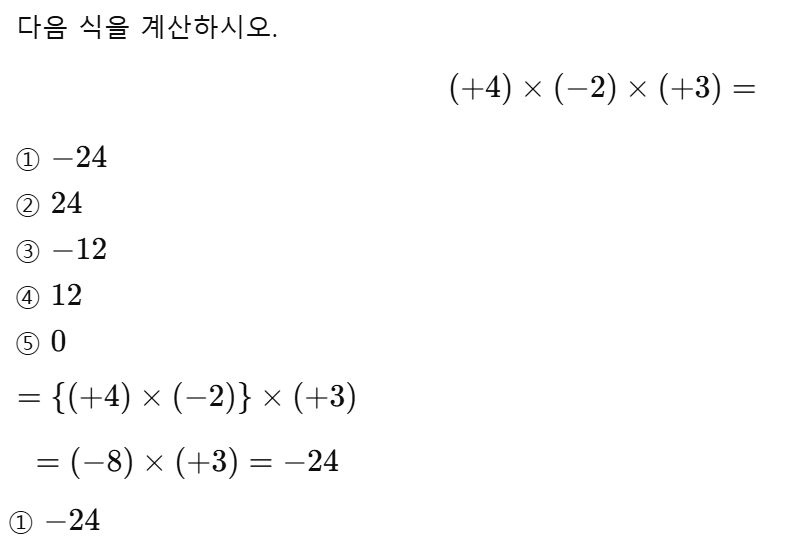 다음 식을 계산하시오.
(+4) × (−2) × (+3) =
① −24
② 24
③ −12
④ 12
⑤ 0
= {(+4) × (−2)} × (+3)
= (−8) × (+3) = −24
① −24